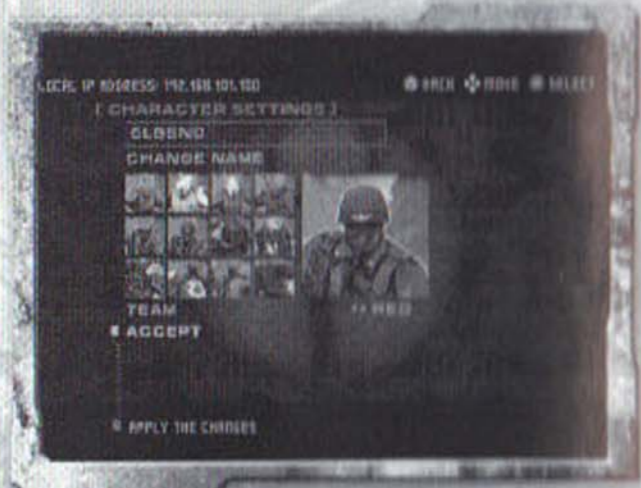 LOCAL IP ADDRESS: 192.168.101.100
BACK MOVE SELECT
[ CHARACTER SETTINGS ]
CHANGE NAME
TEAM RED
ACCEPT
APPLY THE CHANGES